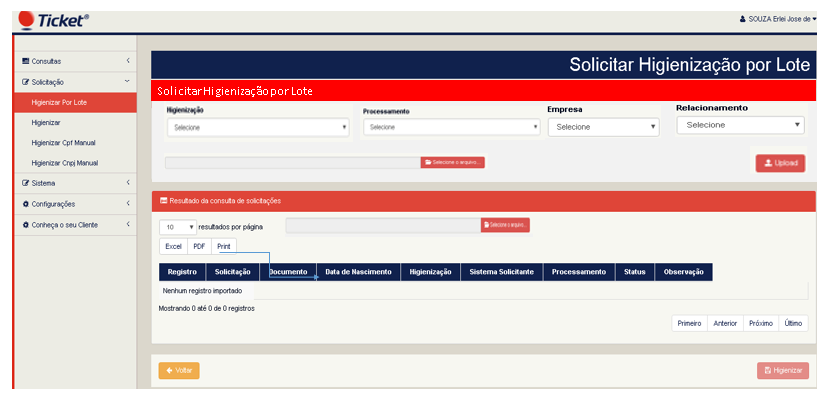 Ticket®
SOUZA Erlei Jose de
Consultas
Solicitação
Higienizar Por Lote
Higienizar
Higienizar Cpf Manual
Higienizar Cnpj Manual
Sistema
Configurações
Conheça o seu Cliente
Solicitar Higienização por Lote
Solicitar Higienização por Lote
Higienização Processamento Empresa Relacionamento
Selecione Selecione Selecione Selecione
Selecione o arquivo... Upload
Resultado da consulta de solicitações
10 resultados por página Selecione o arquivo...
Excel PDF Print
Registro Solicitação Documento Data de Nascimento Higienização Sistema Solicitante Processamento Status Observação
Nenhum registro importado
Mostrando 0 até 0 de 0 registros
Primeiro Anterior Próximo Último
Voltar Higienizar